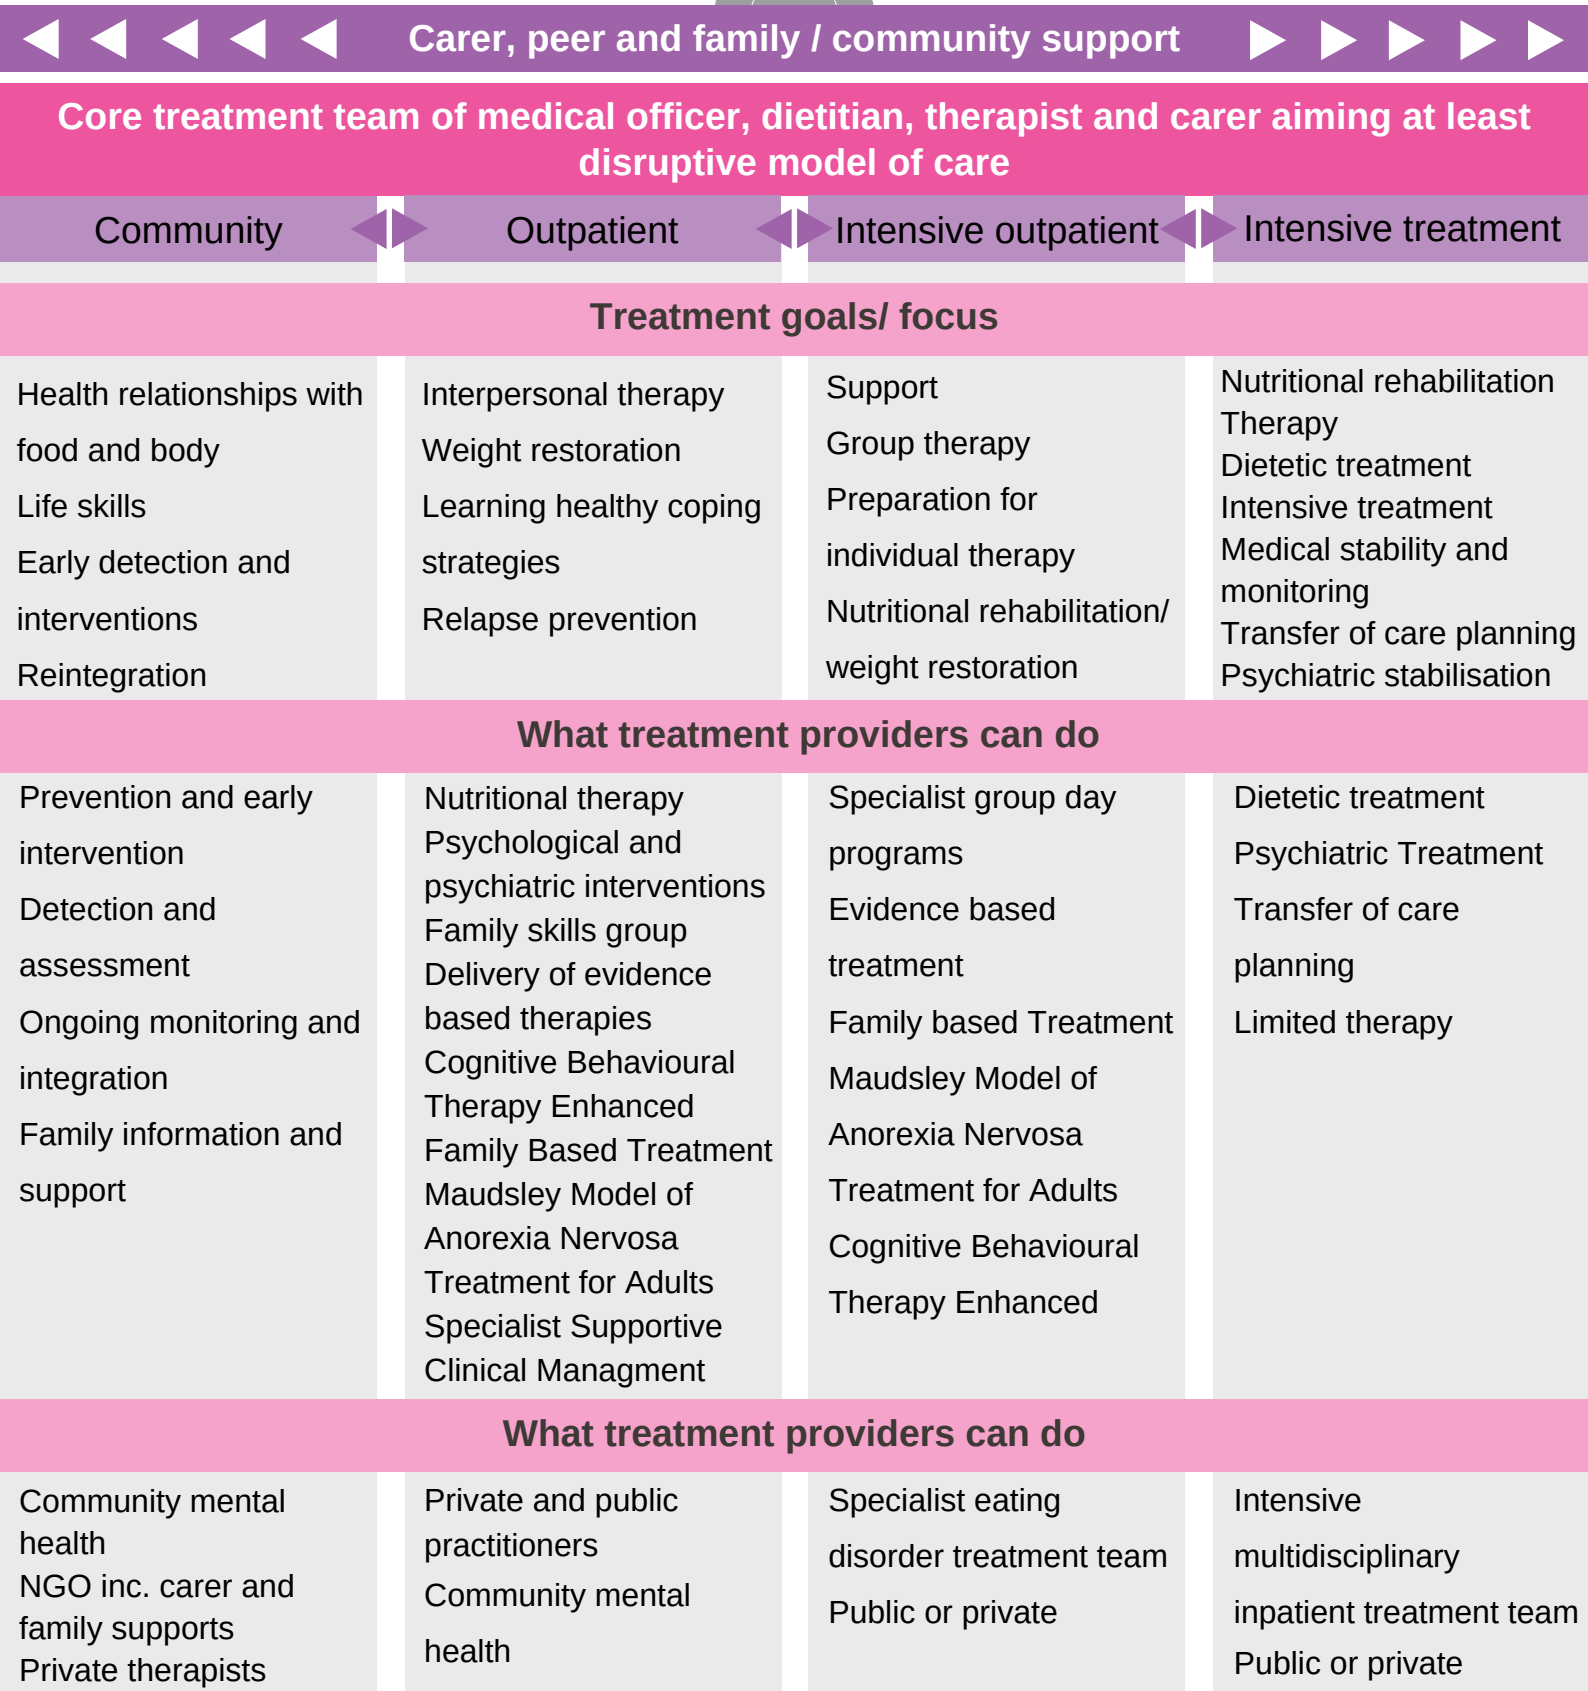 Carer, peer and family / community support
Core treatment team of medical officer, dietitian, therapist and carer aiming at least
disruptive model of care
Community
Outpatient
Intensive outpatient
Intensive treatment
Treatment goals/ focus
Health relationships with
food and body
Life skills
Early detection and
interventions
Reintegration
Interpersonal therapy
Weight restoration
Learning healthy coping
strategies
Relapse prevention
Support
Group therapy
Preparation for
individual therapy
Nutritional rehabilitation/
weight restoration
Nutritional rehabilitation
Therapy
Dietetic treatment
Intensive treatment
Medical stability and
monitoring
Transfer of care planning
Psychiatric stabilisation
What treatment providers can do
Prevention and early
intervention
Detection and
assessment
Ongoing monitoring and
integration
Family information and
support
Nutritional therapy
Psychological and
psychiatric interventions
Family skills group
Delivery of evidence
based therapies
Cognitive Behavioural
Therapy Enhanced
Family Based Treatment
Maudsley Model of
Anorexia Nervosa
Treatment for Adults
Specialist Supportive
Clinical Managment
Specialist group day
programs
Evidence based
treatment
Family based Treatment
Maudsley Model of
Anorexia Nervosa
Treatment for Adults
Cognitive Behavioural
Therapy Enhanced
Dietetic treatment
Psychiatric Treatment
Transfer of care
planning
Limited therapy
What treatment providers can do
Community mental
health
NGO inc. carer and
family supports
Private therapists
Private and public
practitioners
Community mental
health
Specialist eating
disorder treatment team
Public or private
Intensive
multidisciplinary
inpatient treatment team
Public or private